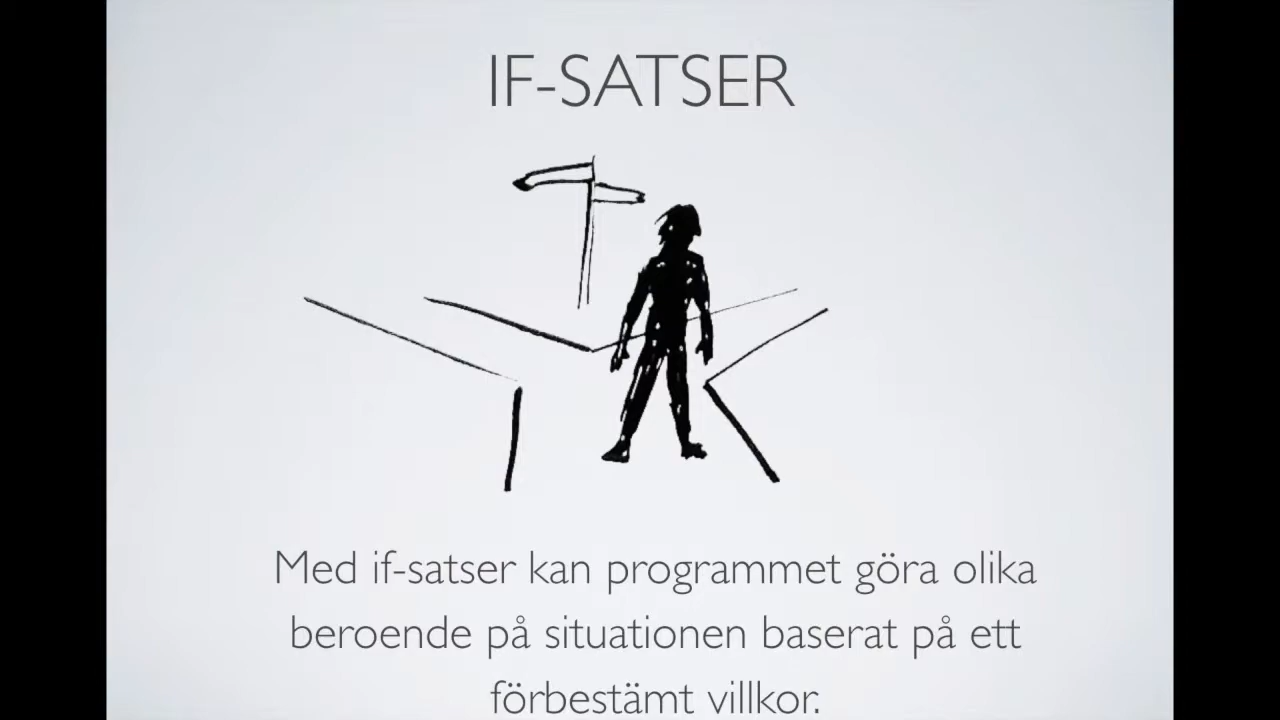 IF-SATSER
Med if-satser kan programmet göra olika
beroende på situationen baserat på ett
förbestämt villkor.